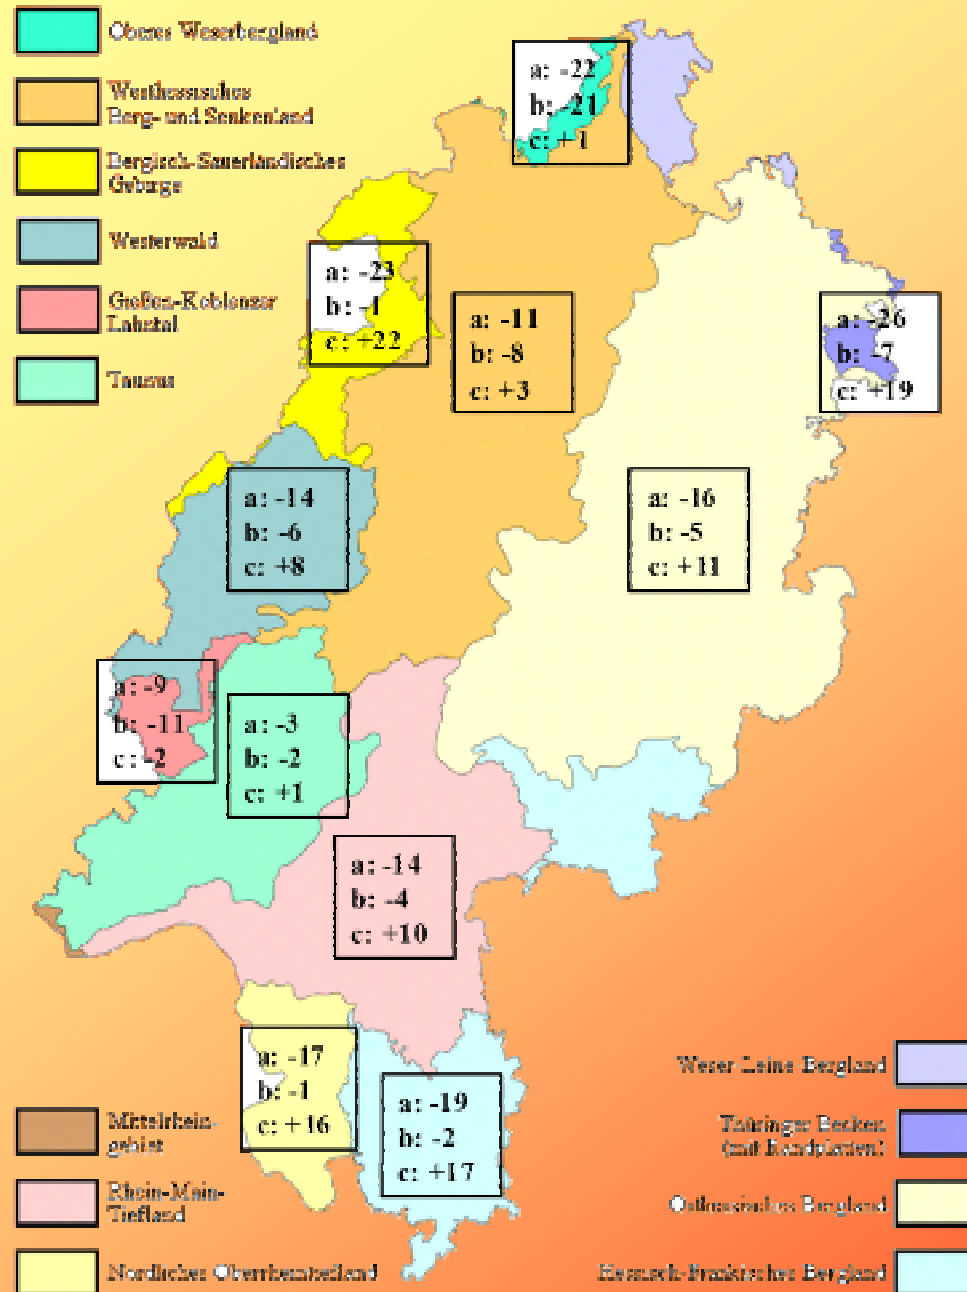 Oberes Weserbergland
Westhessisches
Berg- und Senkenland
Bergisch-Sauerländisches
Gebirge
Westerwald
Gießen-Koblenzer
Lahntal
Taunus
a: -22
b: -21
c: +1
a: -23
b: -1
c: +22
a: -11
b: -8
c: +3
a: -26
b: -7
c: +19
a: -14
b: -6
c: +8
a: -16
b: -5
c: +11
a: -9
b: -11
c: -2
a: -3
b: -2
c: +1
a: -14
b: -4
c: +10
a: -17
b: -1
c: +16
a: -19
b: -2
c: +17
Mittelrhein-
gebiet
Rhein-Main-
Tiefland
Nördliches Oberrheintiefland
Weser-Leine-Bergland
Thüringer Becken
(mit Randplatten)
Osthessisches Bergland
Hessisch-Fränkisches Bergland